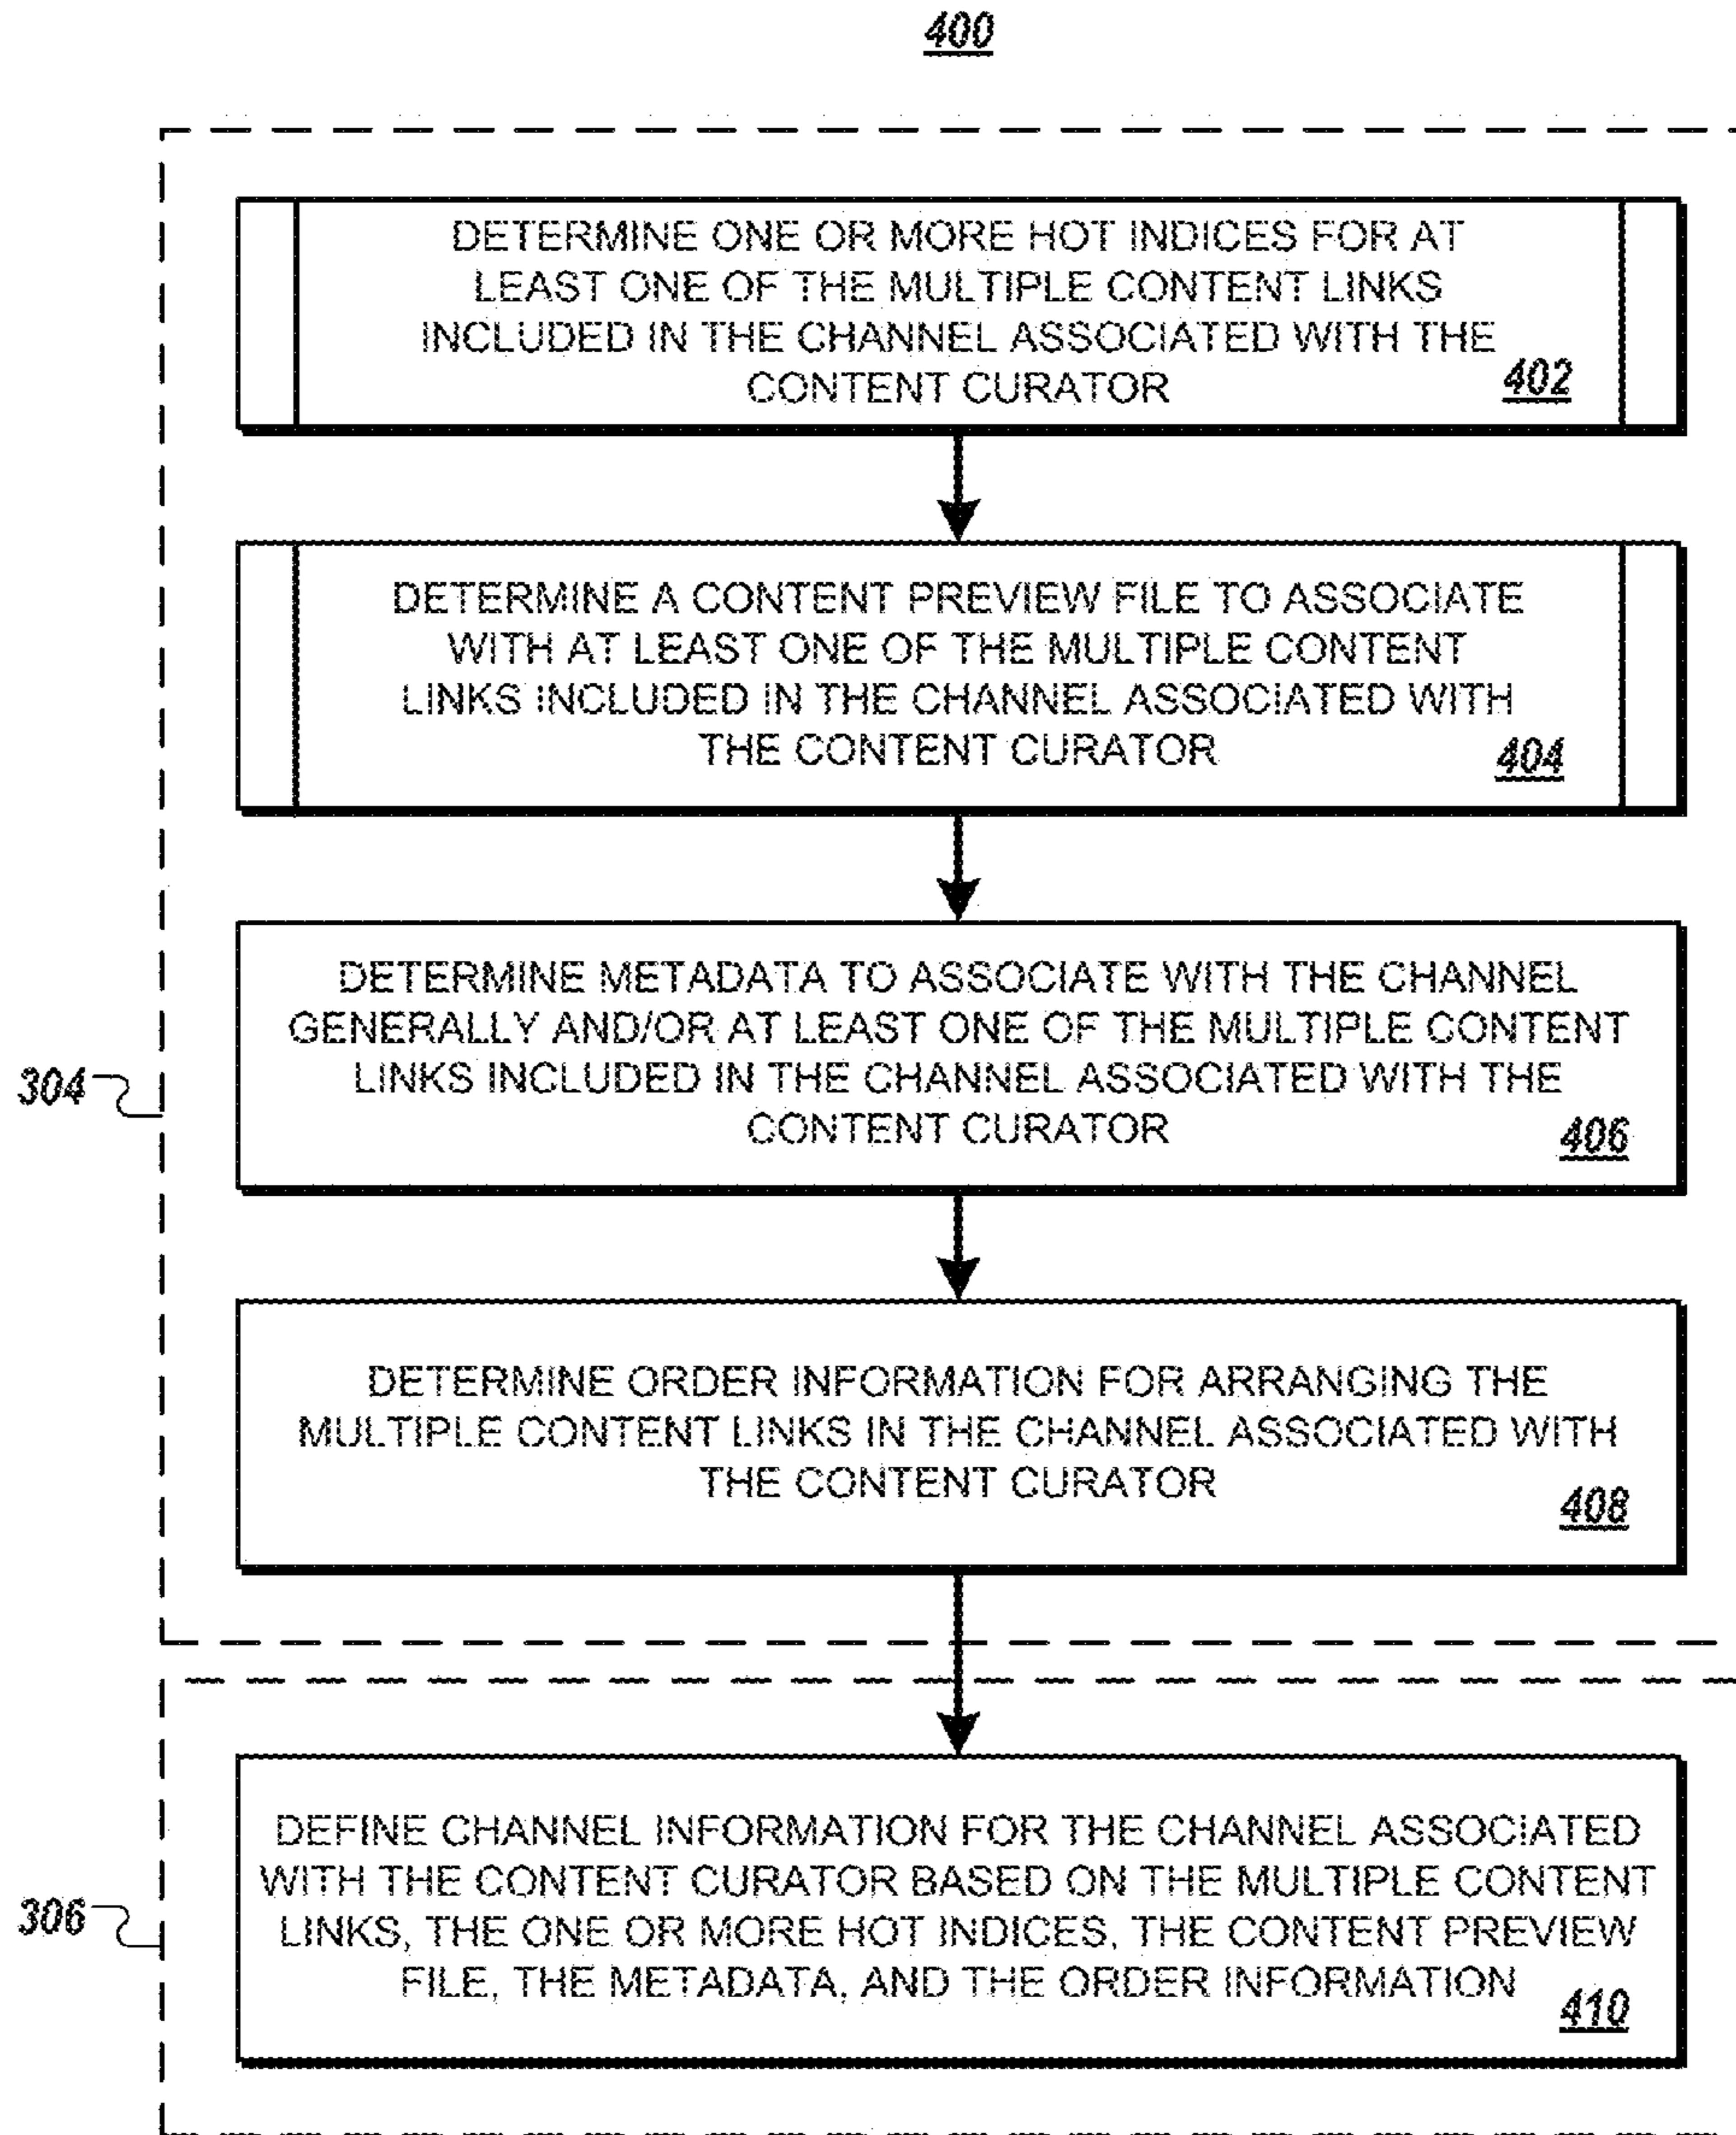 400
DETERMINE ONE OR MORE HOT INDICES FOR AT
LEAST ONE OF THE MULTIPLE CONTENT LINKS
INCLUDED IN THE CHANNEL ASSOCIATED WITH THE
CONTENT CURATOR
402
DETERMINE A CONTENT PREVIEW FILE TO ASSOCIATE
WITH AT LEAST ONE OF THE MULTIPLE CONTENT
LINKS INCLUDED IN THE CHANNEL ASSOCIATED WITH
THE CONTENT CURATOR
404
DETERMINE METADATA TO ASSOCIATE WITH THE CHANNEL
GENERALLY AND/OR AT LEAST ONE OF THE MULTIPLE CONTENT
LINKS INCLUDED IN THE CHANNEL ASSOCIATED WITH THE
CONTENT CURATOR
406
304
DETERMINE ORDER INFORMATION FOR ARRANGING THE
MULTIPLE CONTENT LINKS IN THE CHANNEL ASSOCIATED WITH
THE CONTENT CURATOR
408
DEFINE CHANNEL INFORMATION FOR THE CHANNEL ASSOCIATED
WITH THE CONTENT CURATOR BASED ON THE MULTIPLE CONTENT
LINKS, THE ONE OR MORE HOT INDICES, THE CONTENT PREVIEW
FILE, THE METADATA, AND THE ORDER INFORMATION
410
306